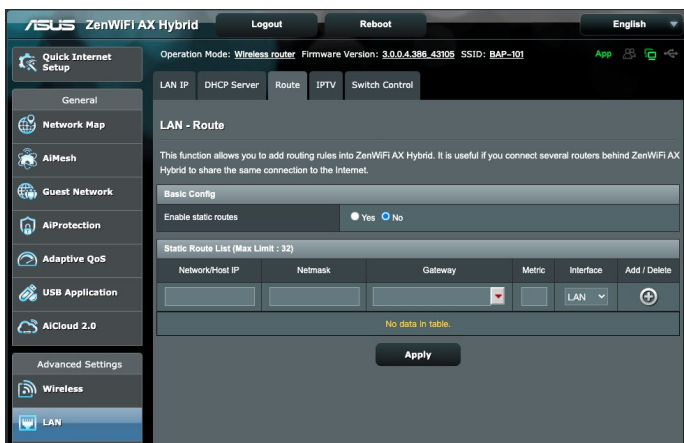 ASUS ZenWiFi AX Hybrid
Logout
Reboot
English
Quick Internet
Setup
General
Network Map
AiMesh
Guest Network
AiProtection
Adaptive QoS
USB Application
AiCloud 2.0
Advanced Settings
Wireless
LAN
Operation Mode: Wireless router Firmware Version: 3.0.0.4.386_43105 SSID: BAP-101
App
LAN IP
DHCP Server
Route
IPTV
Switch Control
LAN - Route
This function allows you to add routing rules into ZenWiFi AX Hybrid. It is useful if you connect several routers behind ZenWiFi AX
Hybrid to share the same connection to the Internet.
Basic Config
Enable static routes
Yes No
Static Route List (Max Limit : 32)
Network/Host IP
Netmask
Gateway
Metric
Interface
Add / Delete
LAN
No data in table.
Apply